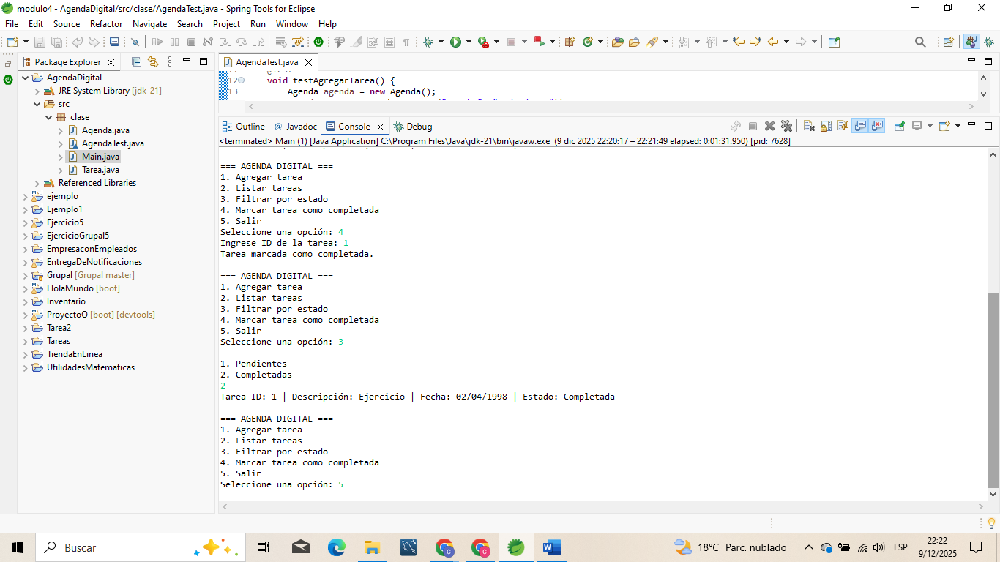 modulo4 - AgendaDigital/src/clase/AgendaTest.java - Spring Tools for Eclipse
File Edit Source Refactor Navigate Search Project Run Window Help
Package Explorer
AgendaDigital
JRE System Library [jdk-21]
src
clase
Agenda.java
AgendaTest.java
Main.java
Tarea.java
Referenced Libraries
ejemplo
Ejemplo1
Ejercicio5
EjercicioGrupal5
EmpresaconEmpleados
EntregaDeNotificaciones
Grupal [Grupal master]
HolaMundo [boot]
Inventario
ProyectoO [boot] [devtools]
Tarea2
Tareas
TiendaEnLinea
UtilidadesMatematicas
AgendaTest.java
12 void testAgregarTarea() {
13 Agenda agenda = new Agenda();
Outline Javadoc Console Debug
<terminated> Main (1) [Java Application] C:\Program Files\Java\jdk-21\bin\javaw.exe (9 dic 2025 22:20:17 – 22:21:49 elapsed: 0:01:31.950) [pid: 7628]
=== AGENDA DIGITAL ===
1. Agregar tarea
2. Listar tareas
3. Filtrar por estado
4. Marcar tarea como completada
5. Salir
Seleccione una opción: 4
Ingrese ID de la tarea: 1
Tarea marcada como completada.
=== AGENDA DIGITAL ===
1. Agregar tarea
2. Listar tareas
3. Filtrar por estado
4. Marcar tarea como completada
5. Salir
Seleccione una opción: 3
1. Pendientes
2. Completadas
2
Tarea ID: 1 | Descripción: Ejercicio | Fecha: 02/04/1998 | Estado: Completada
=== AGENDA DIGITAL ===
1. Agregar tarea
2. Listar tareas
3. Filtrar por estado
4. Marcar tarea como completada
5. Salir
Seleccione una opción: 5
Buscar
18°C Parc. nublado
ESP
22:22
9/12/2025